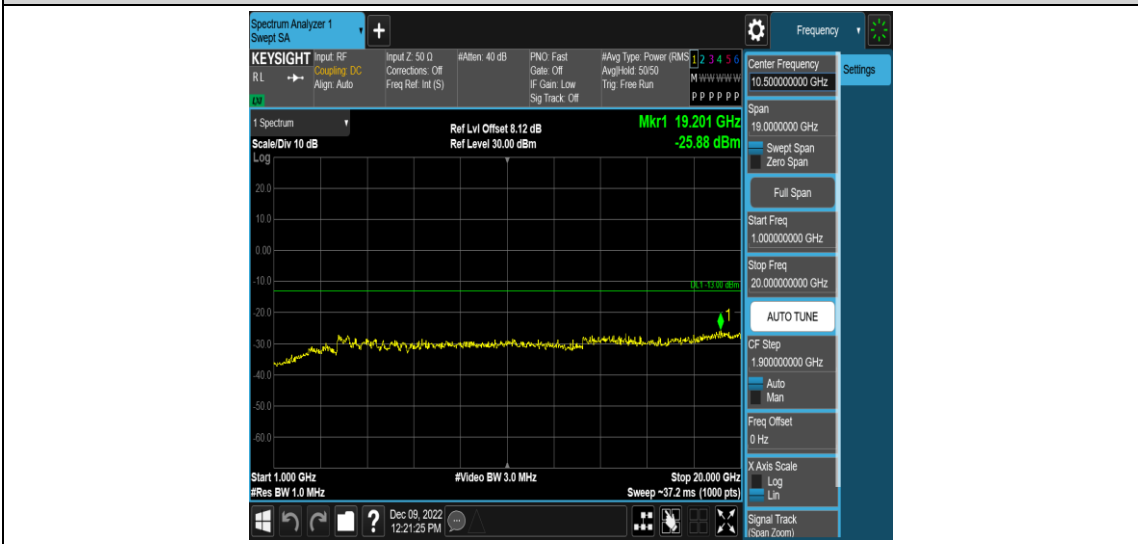 Spectrum Analyzer 1
Swept SA
+
Frequency
KEYSIGHT
Input: RF
Input Z: 50 Ω
#Atten: 40 dB
PNO: Fast
#Avg Type: Power (RMS
1 2 3 4 5 6
RL
Coupling: DC
Corrections: Off
Gate: Off
Avg|Hold: 50/50
M W W W W W
Align: Auto
Freq Ref: Int (S)
IF Gain: Low
Trig: Free Run
Sig Track: Off
P P P P P P
LXI
1 Spectrum
Ref Lvl Offset 8.12 dB
Mkr1 19.201 GHz
Scale/Div 10 dB
Ref Level 30.00 dBm
-25.88 dBm
Log
20.0
10.0
0.00
-10.0
DL1 -13.00 dBm
-20.0
1
-30.0
-40.0
-50.0
-60.0
Start 1.000 GHz
#Video BW 3.0 MHz
Stop 20.000 GHz
#Res BW 1.0 MHz
Sweep ~37.2 ms (1000 pts)
?
Dec 09, 2022
12:21:25 PM
Center Frequency
10.500000000 GHz
Settings
Span
19.0000000 GHz
Swept Span
Zero Span
Full Span
Start Freq
1.000000000 GHz
Stop Freq
20.000000000 GHz
AUTO TUNE
CF Step
1.900000000 GHz
Auto
Man
Freq Offset
0 Hz
X Axis Scale
Log
Lin
Signal Track
(Span Zoom)